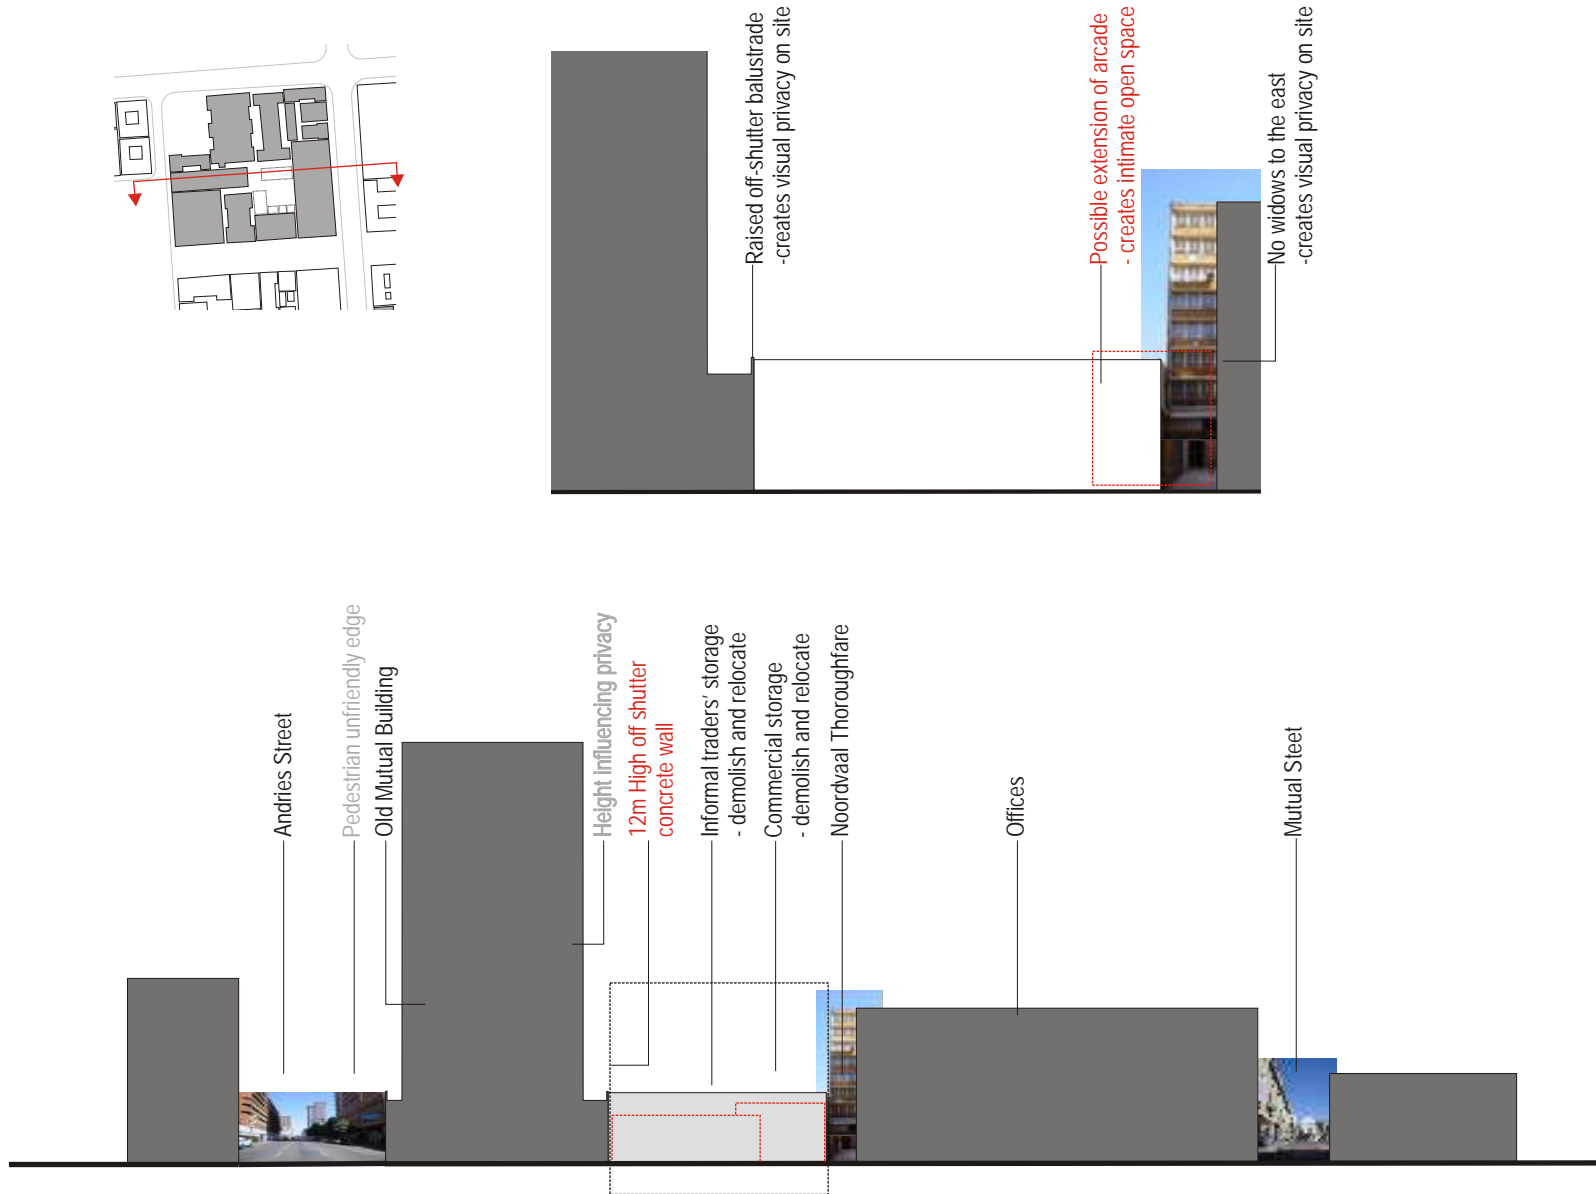 Raised off-shutter balustrade
-creates visual privacy on site
Possible extension of arcade
- creates intimate open space
No widows to the east
-creates visual privacy on site
Andries Street
Pedestrian unfriendly edge
Old Mutual Building
Height influencing privacy
12m High off shutter
concrete wall
Informal traders' storage
- demolish and relocate
Commercial storage
- demolish and relocate
Noordvaal Thoroughfare
Offices
Mutual Steet